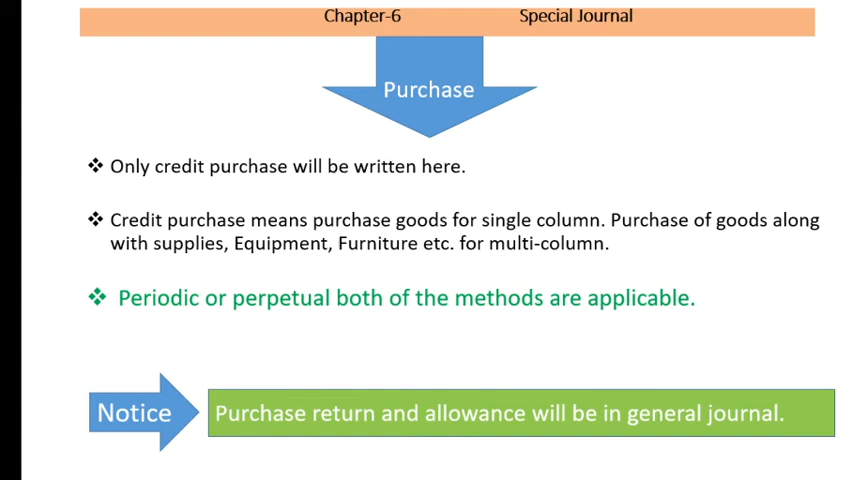 Chapter-6 Special Journal
Purchase
❖ Only credit purchase will be written here.
❖ Credit purchase means purchase goods for single column. Purchase of goods along
with supplies, Equipment, Furniture etc. for multi-column.
❖ Periodic or perpetual both of the methods are applicable.
Notice Purchase return and allowance will be in general journal.